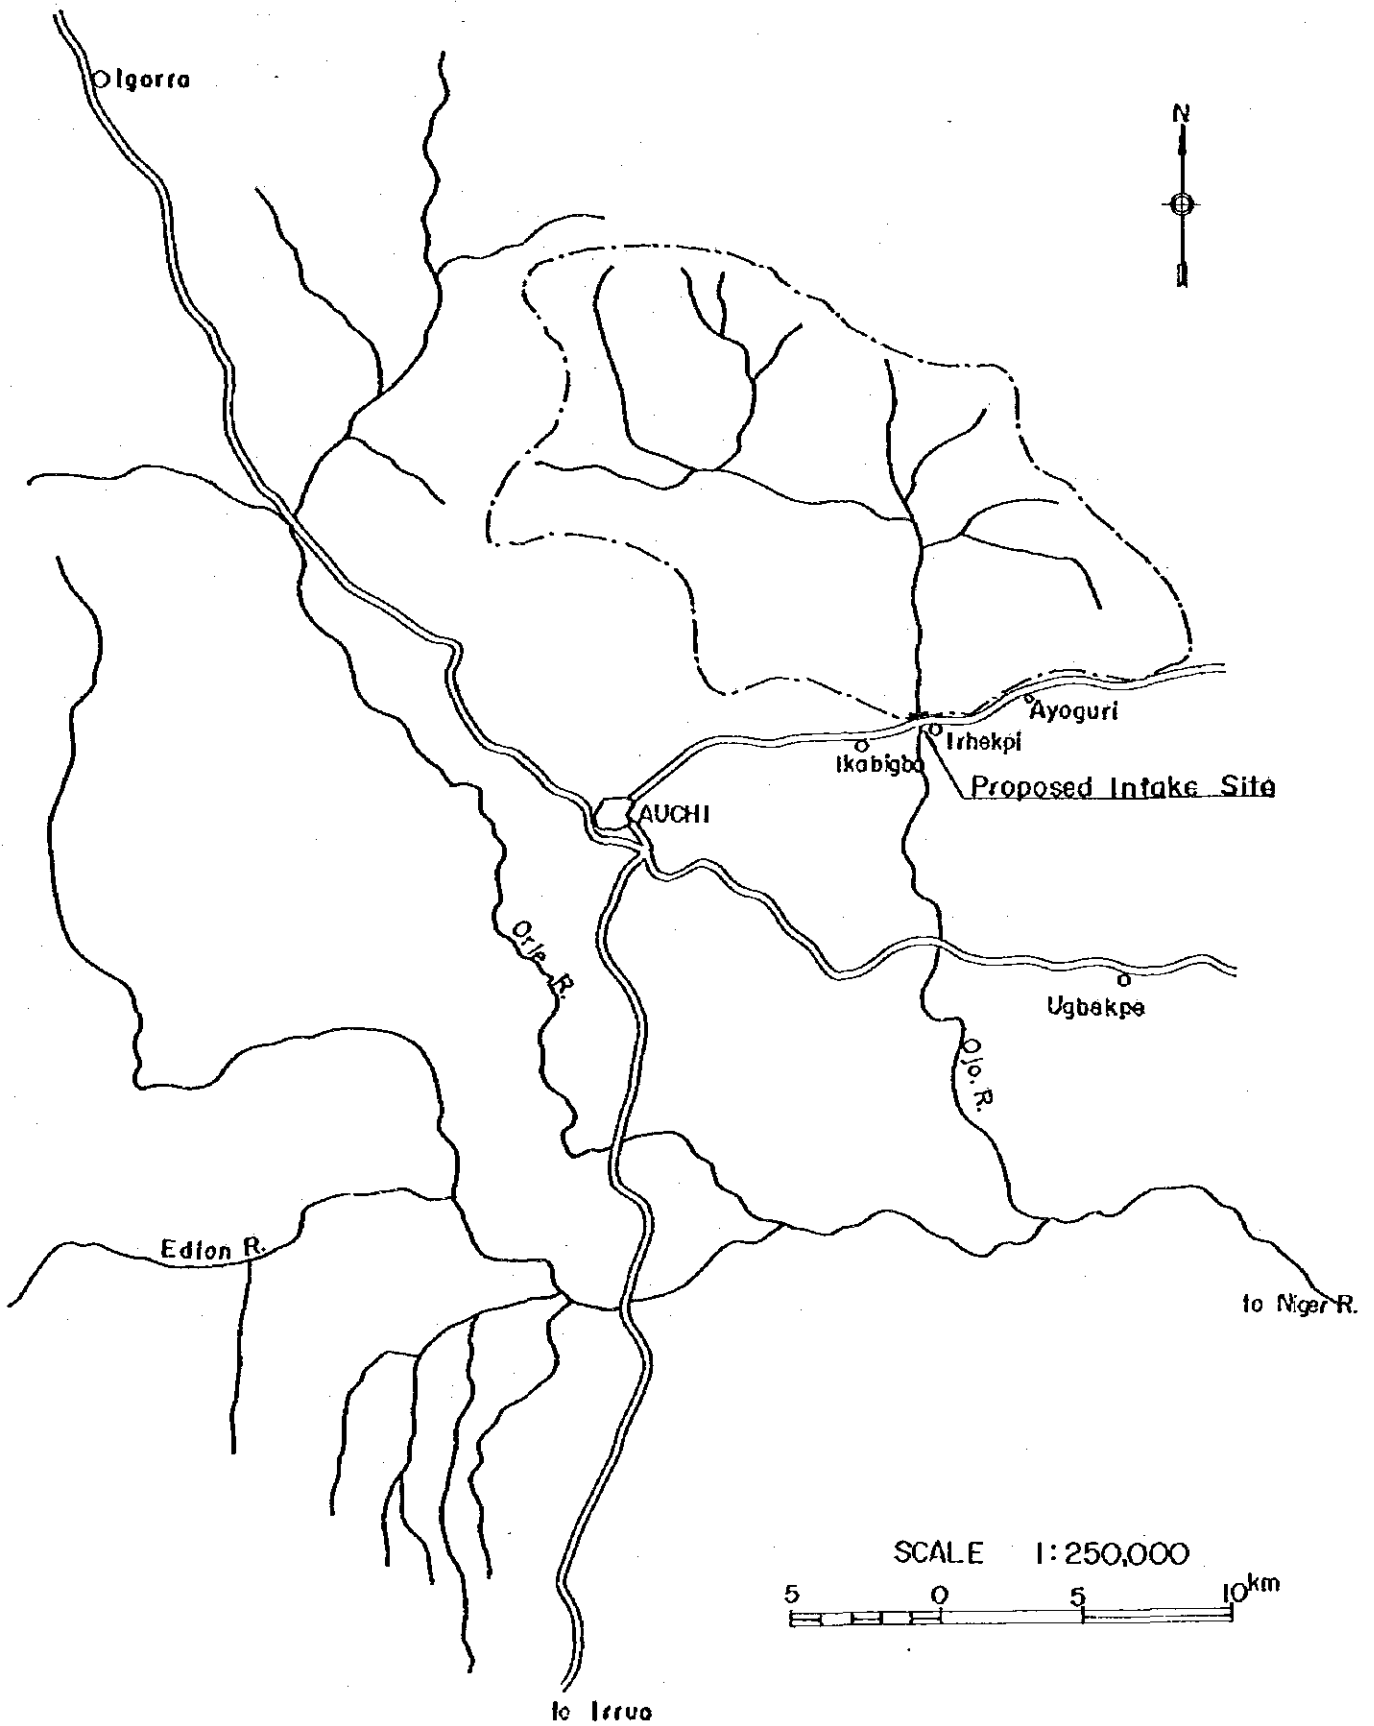 Igarra
N
Ayoguri
Irhekpi
Ikabigbo
Proposed Intake Site
AUCHI
Orle R.
Ugbekpe
Ojo. R.
Edion R.
to Niger R.
SCALE 1:250,000
5 0 5 10km
to Irrua